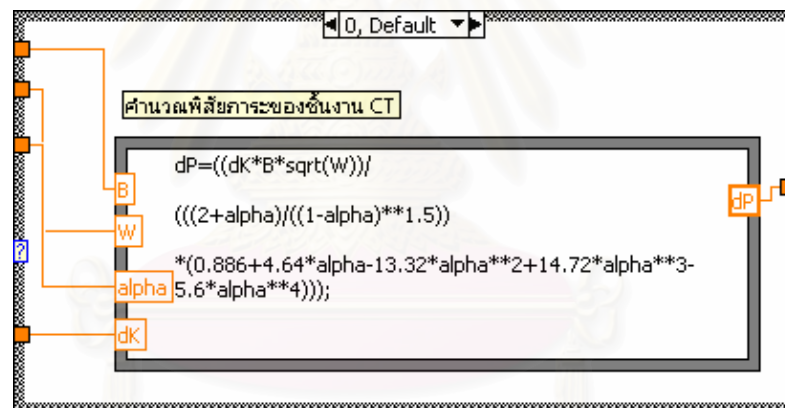 0, Default
คำนวณพิสัยภาระของชิ้นงาน CT
dP=((dK*B*sqrt(W))/
B
dP
(((2+alpha)/((1-alpha)**1.5))
W
?
*(0.886+4.64*alpha-13.32*alpha**2+14.72*alpha**3-
alpha
5.6*alpha**4)));
dK